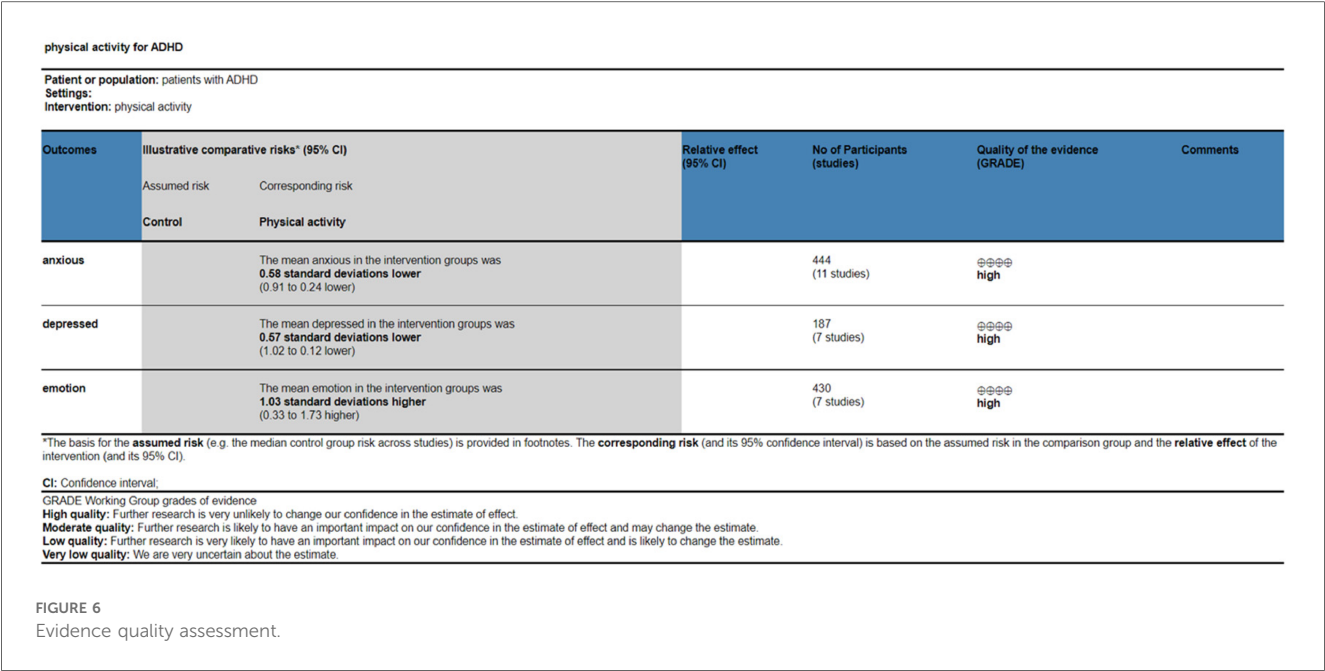 physical activity for ADHD
Patient or population: patients with ADHD
Settings:
Intervention: physical activity
Outcomes Illustrative comparative risks* (95% CI) Relative effect (95% CI) No of Participants (studies) Quality of the evidence (GRADE) Comments
Assumed risk Corresponding risk
Control Physical activity
anxious The mean anxious in the intervention groups was 444 ⊕⊕⊕⊕
0.58 standard deviations lower (11 studies) high
(0.91 to 0.24 lower)
depressed The mean depressed in the intervention groups was 187 ⊕⊕⊕⊕
0.57 standard deviations lower (7 studies) high
(1.02 to 0.12 lower)
emotion The mean emotion in the intervention groups was 430 ⊕⊕⊕⊕
1.03 standard deviations higher (7 studies) high
(0.33 to 1.73 higher)
*The basis for the assumed risk (e.g. the median control group risk across studies) is provided in footnotes. The corresponding risk (and its 95% confidence interval) is based on the assumed risk in the comparison group and the relative effect of the
intervention (and its 95% CI).
CI: Confidence interval;
GRADE Working Group grades of evidence
High quality: Further research is very unlikely to change our confidence in the estimate of effect.
Moderate quality: Further research is likely to have an important impact on our confidence in the estimate of effect and may change the estimate.
Low quality: Further research is very likely to have an important impact on our confidence in the estimate of effect and is likely to change the estimate.
Very low quality: We are very uncertain about the estimate.
FIGURE 6
Evidence quality assessment.